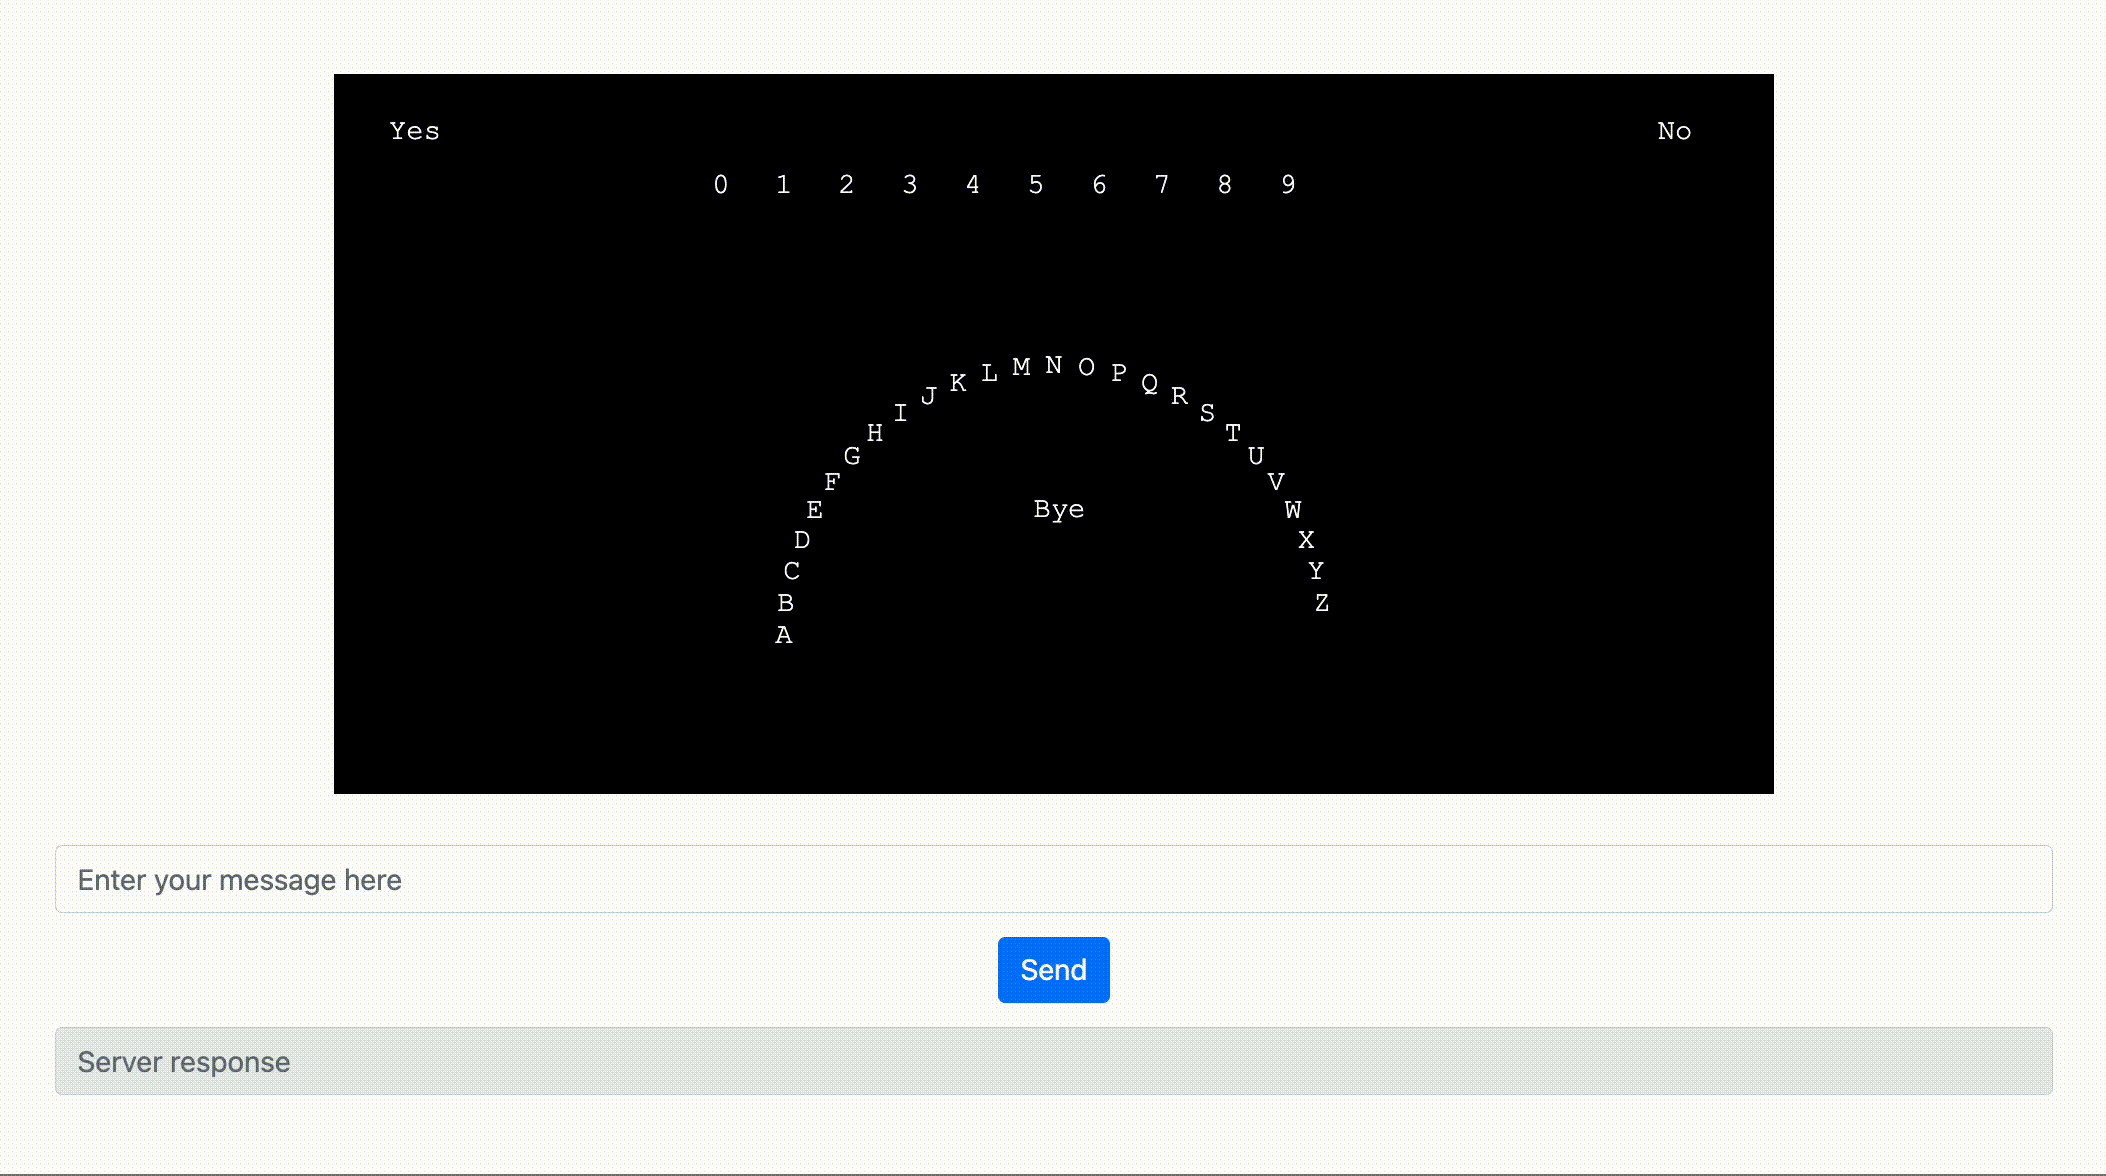 Yes No
0 1 2 3 4 5 6 7 8 9
A B C D E F G H I J K L M N O P Q R S T U V W X Y Z
Bye
Enter your message here
Send
Server response